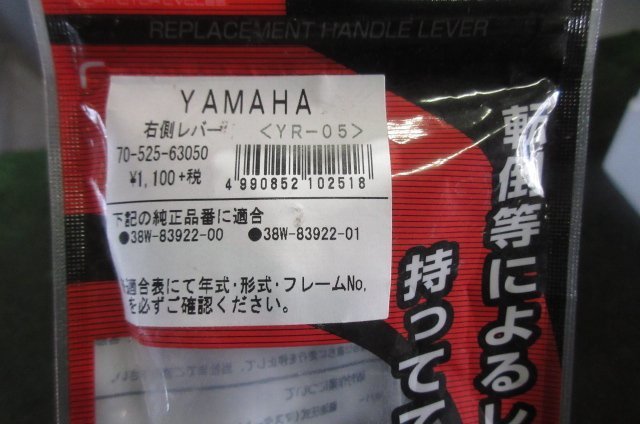 REPLACEMENT HANDLE LEVER
YAMAHA
右側レバー <YR-05>
70-525-63050
¥1,100+税
4 990852 102518
下記の純正品番に適合
●38W-83922-00 ●38W-83922-01
適合表にて年式・形式・フレームNo,
を必ずご確認ください。
転倒等によるレ
持ってて